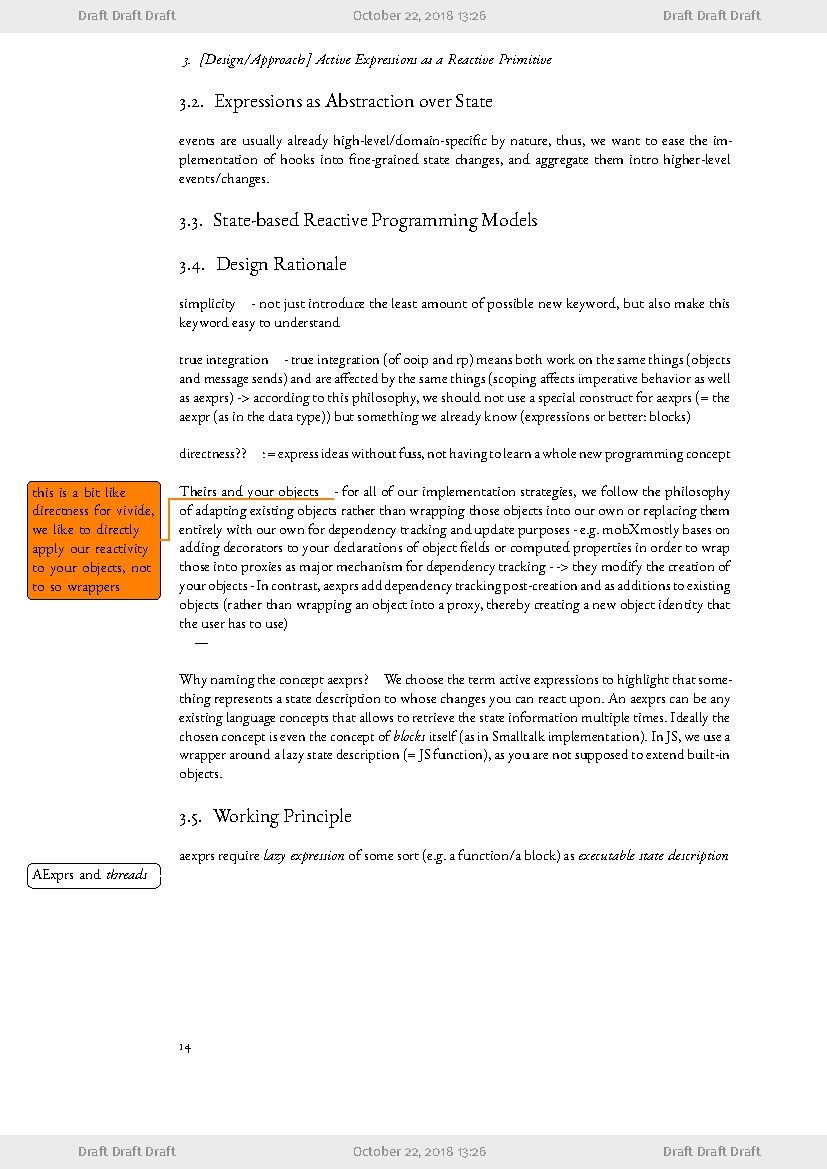 Draft Draft Draft October 22, 2018 13:26 Draft Draft Draft
3. [Design/Approach] Active Expressions as a Reactive Primitive
3.2. Expressions as Abstraction over State
events are usually already high-level/domain-specific by nature, thus, we want to ease the im-
plementation of hooks into fine-grained state changes, and aggregate them intro higher-level
events/changes.
3.3. State-based Reactive Programming Models
3.4. Design Rationale
simplicity - not just introduce the least amount of possible new keyword, but also make this
keyword easy to understand
true integration - true integration (of ooip and rp) means both work on the same things (objects
and message sends) and are affected by the same things (scoping affects imperative behavior as well
as aexprs) -> according to this philosophy, we should not use a special construct for aexprs (= the
aexpr (as in the data type)) but something we already know (expressions or better: blocks)
directness?? := express ideas without fuss, not having to learn a whole new programming concept
this is a bit like
directness for vivide,
we like to directly
apply our reactivity
to your objects, not
to so wrappers
Theirs and your objects - for all of our implementation strategies, we follow the philosophy
of adapting existing objects rather than wrapping those objects into our own or replacing them
entirely with our own for dependency tracking and update purposes - e.g. mobX mostly bases on
adding decorators to your declarations of object fields or computed properties in order to wrap
those into proxies as major mechanism for dependency tracking - -> they modify the creation of
your objects - In contrast, aexprs add dependency tracking post-creation and as additions to existing
objects (rather than wrapping an object into a proxy, thereby creating a new object identity that
the user has to use)
—
Why naming the concept aexprs? We choose the term active expressions to highlight that some-
thing represents a state description to whose changes you can react upon. An aexprs can be any
existing language concepts that allows to retrieve the state information multiple times. Ideally the
chosen concept is even the concept of blocks itself (as in Smalltalk implementation). In JS, we use a
wrapper around a lazy state description (= JS function), as you are not supposed to extend built-in
objects.
3.5. Working Principle
aexprs require lazy expression of some sort (e.g. a function/a block) as executable state description
AExprs and threads
14
Draft Draft Draft October 22, 2018 13:26 Draft Draft Draft